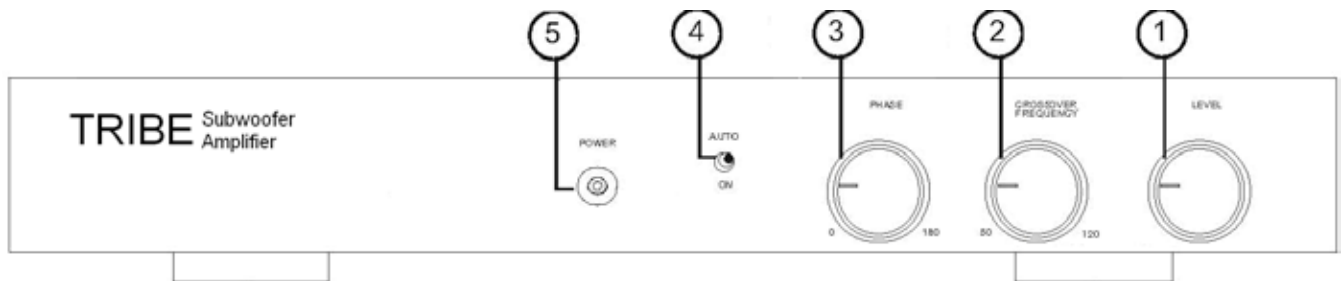 5
4
3
2
1
TRIBE Subwoofer
Amplifier
POWER
AUTO
ON
PHASE
0 180
CROSSOVER
FREQUENCY
50 120
LEVEL